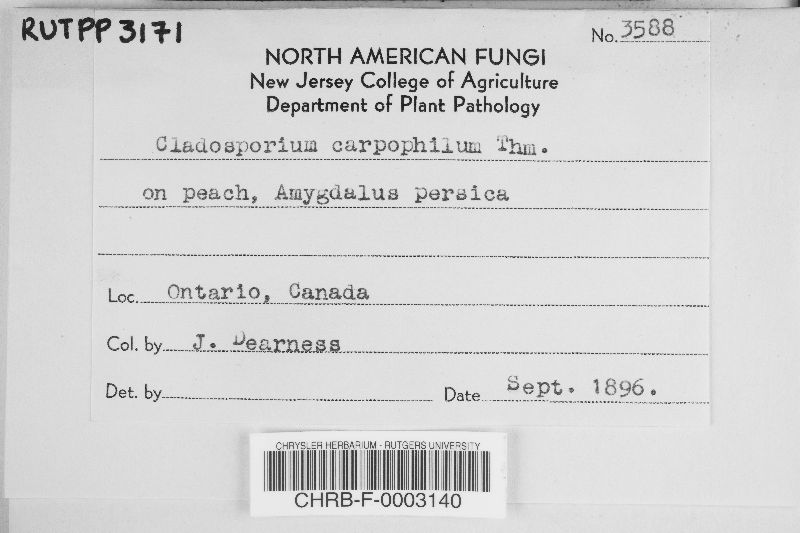 RUTPP 3171
No. 3588
NORTH AMERICAN FUNGI
New Jersey College of Agriculture
Department of Plant Pathology
Cladosporium carpophilum Thm.
on peach, Amygdalus persica
Loc. Ontario, Canada
Col. by J. Dearness
Det. by
Date Sept. 1896.
CHRYSLER HERBARIUM - RUTGERS UNIVERSITY
CHRB-F-0003140